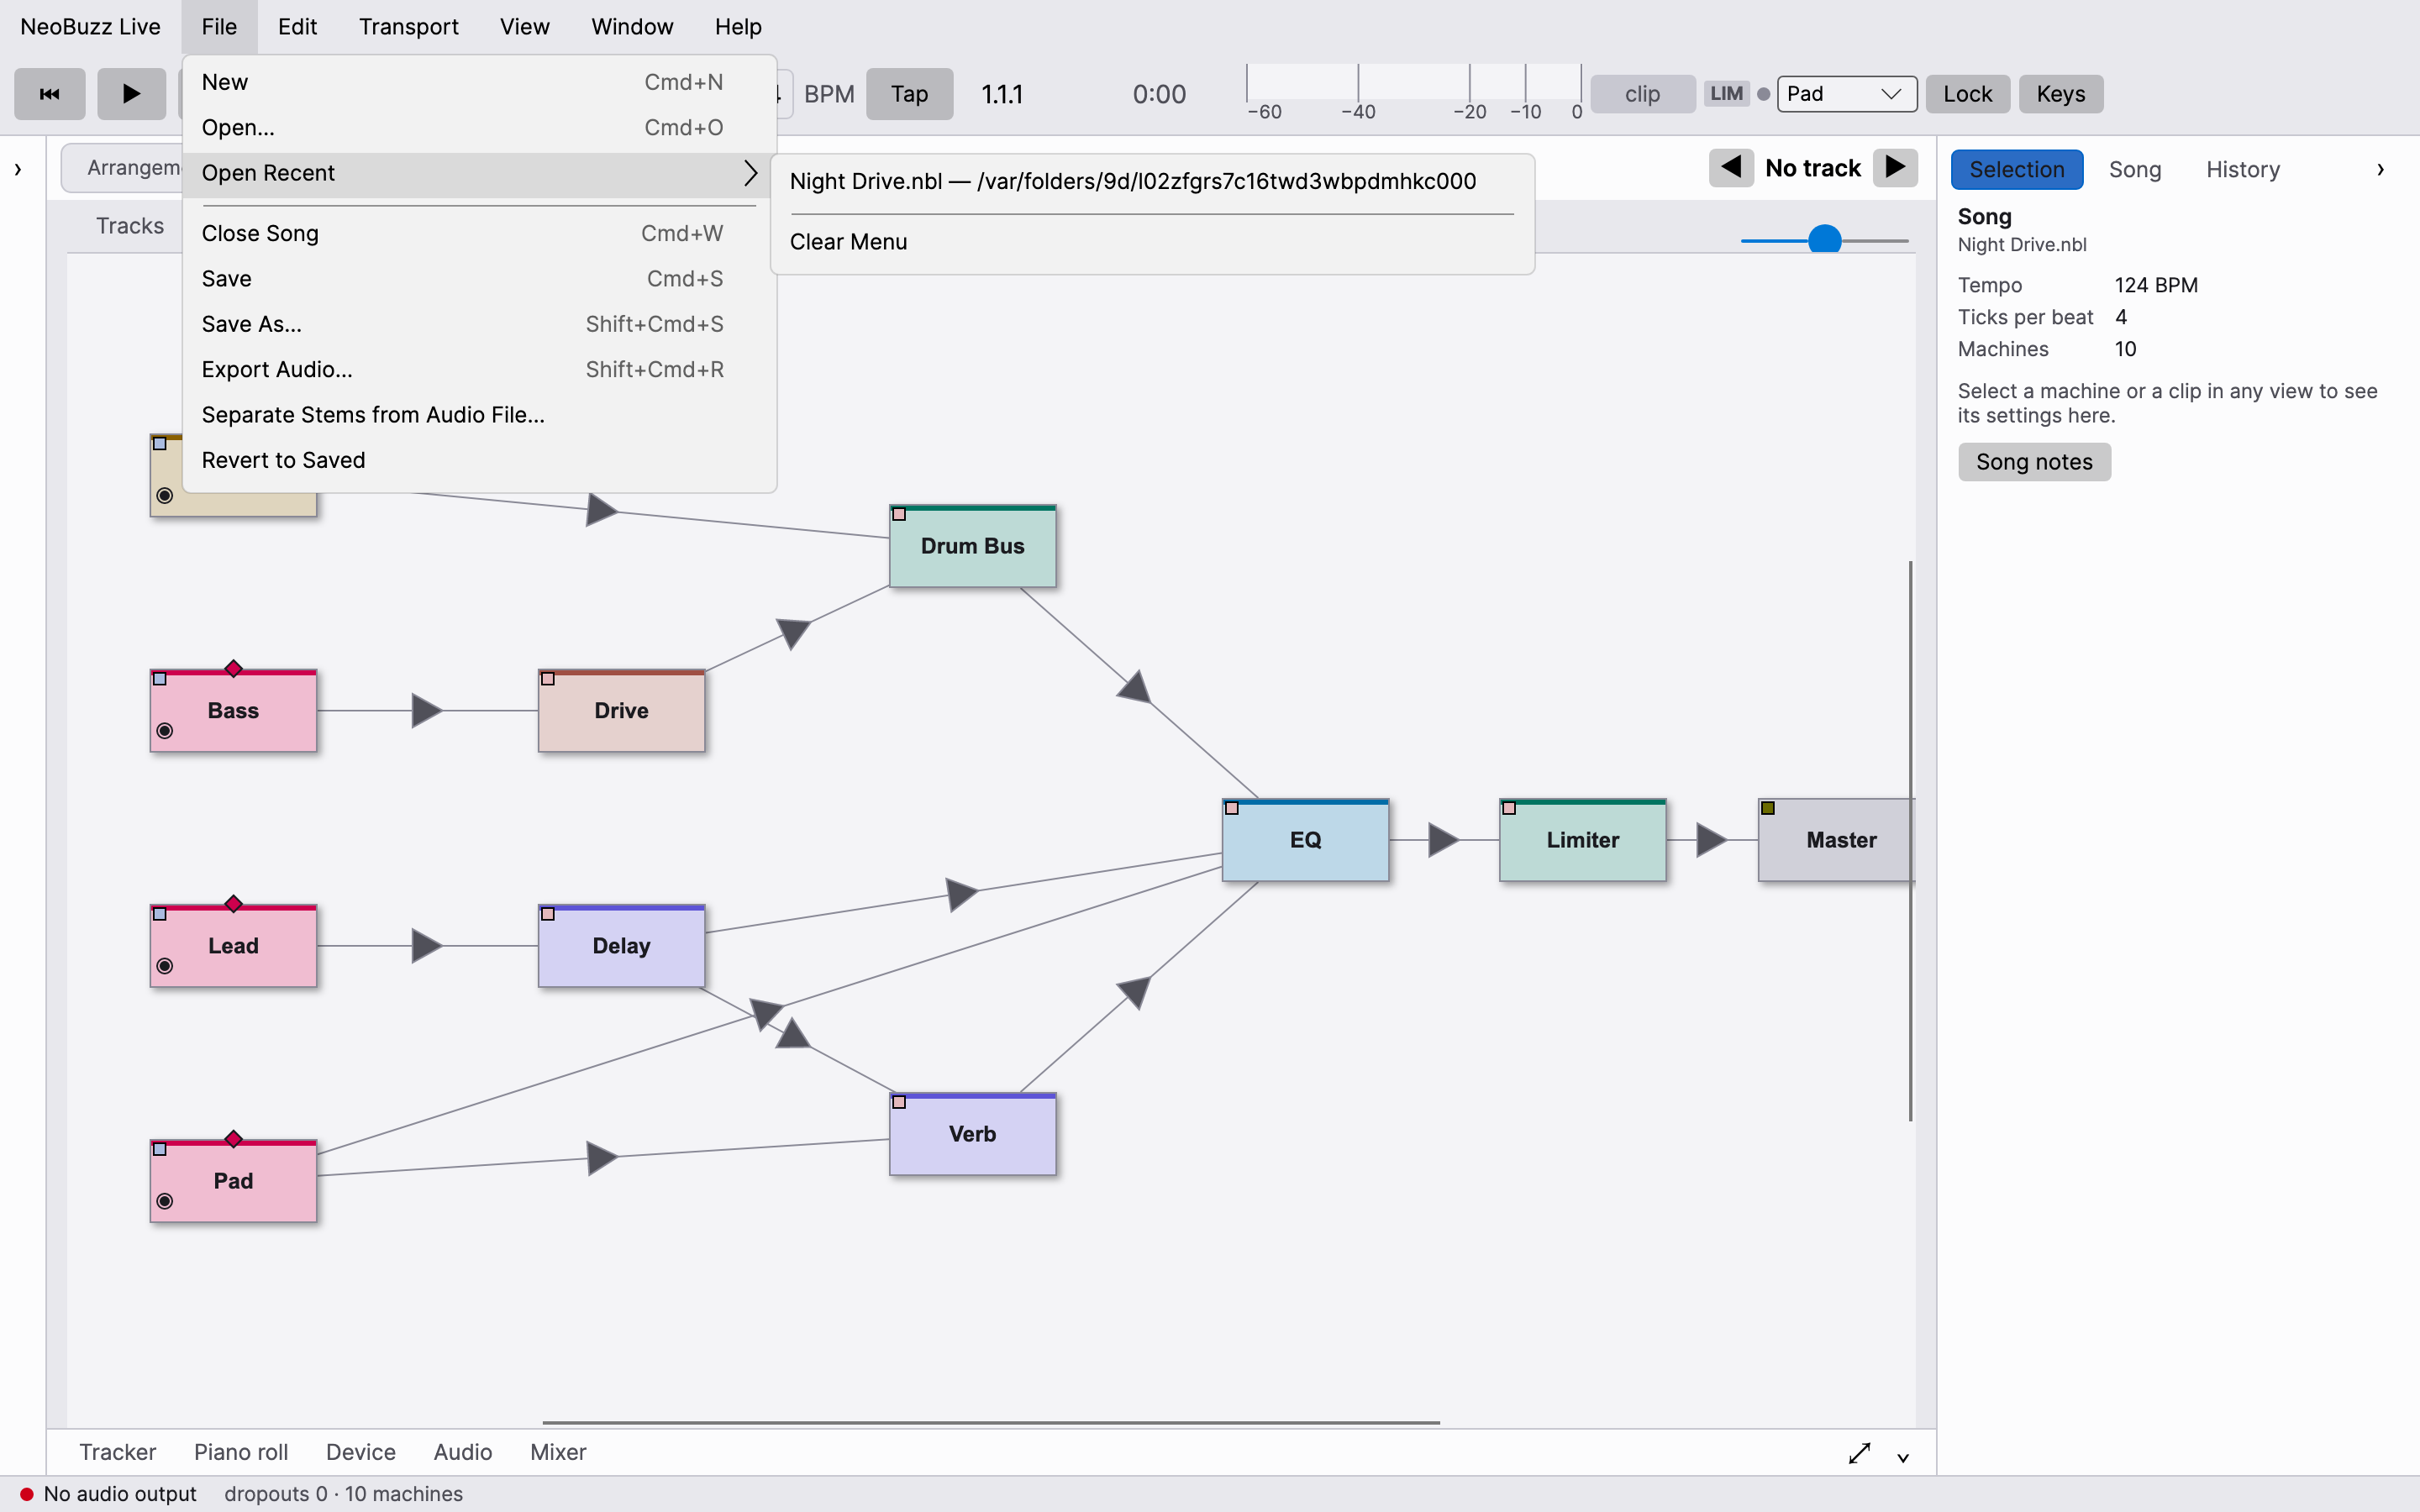 NeoBuzz Live File Edit Transport View Window Help
BPM Tap 1.1.1 0:00 −60 −40 −20 −10 0 clip LIM Pad Lock Keys
New Cmd+N
Open... Cmd+O
Open Recent
Close Song Cmd+W
Save Cmd+S
Save As... Shift+Cmd+S
Export Audio... Shift+Cmd+R
Separate Stems from Audio File...
Revert to Saved
Night Drive.nbl — /var/folders/9d/l02zfgrs7c16twd3wbpdmhkc000
Clear Menu
Arrangem
No track
Tracks
Selection Song History
Song
Night Drive.nbl
Tempo 124 BPM
Ticks per beat 4
Machines 10
Select a machine or a clip in any view to see
its settings here.
Song notes
Drum Bus
Bass
Drive
EQ
Limiter
Master
Lead
Delay
Verb
Pad
Tracker Piano roll Device Audio Mixer
No audio output dropouts 0 · 10 machines